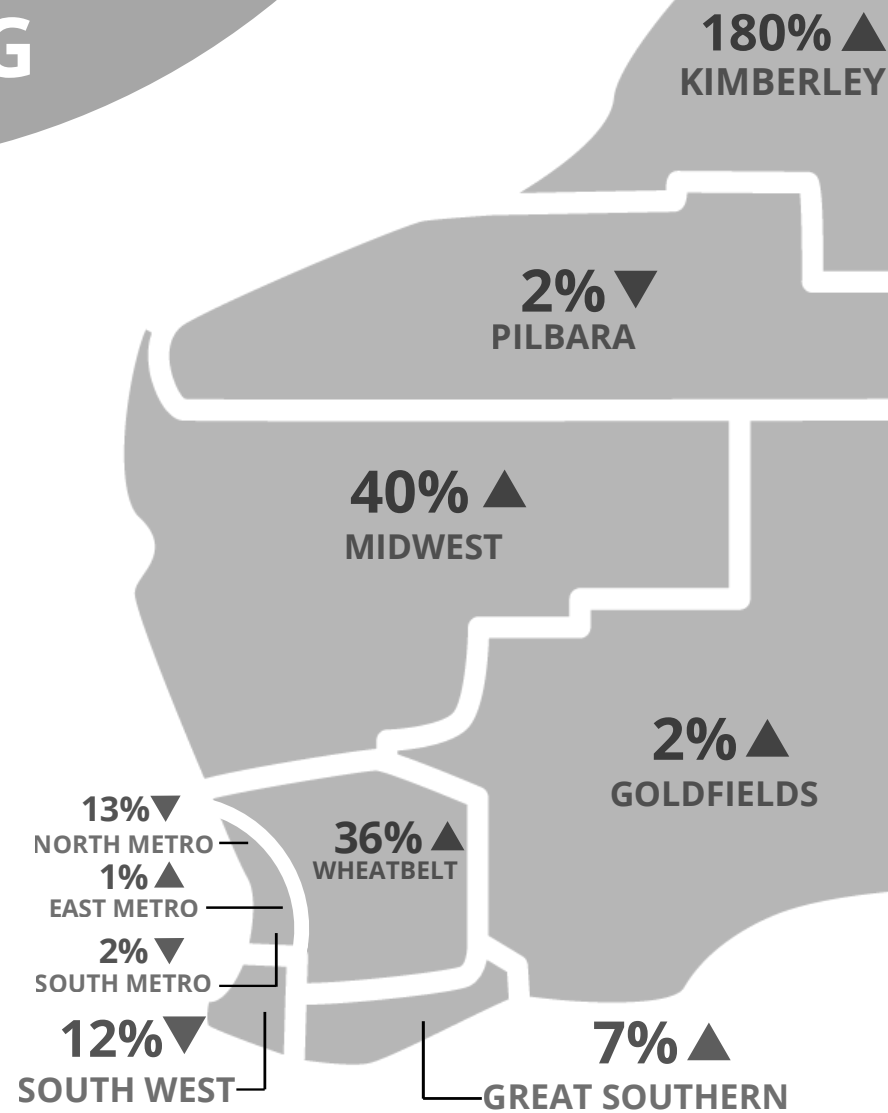 G
180% ▲
KIMBERLEY
2% ▼
PILBARA
40% ▲
MIDWEST
2% ▲
GOLDFIELDS
36% ▲
WHEATBELT
13% ▼
NORTH METRO
1% ▲
EAST METRO
2% ▼
SOUTH METRO
12% ▼
SOUTH WEST
7% ▲
GREAT SOUTHERN